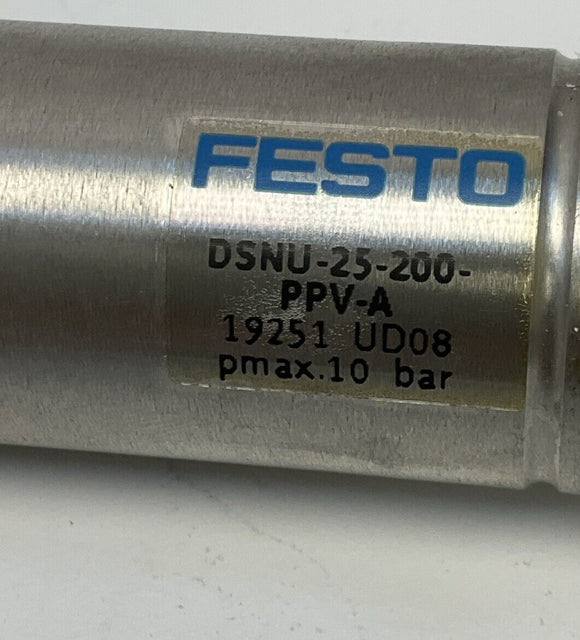 FESTO
DSNU-25-200-
PPV-A
19251 UD08
pmax.10 bar